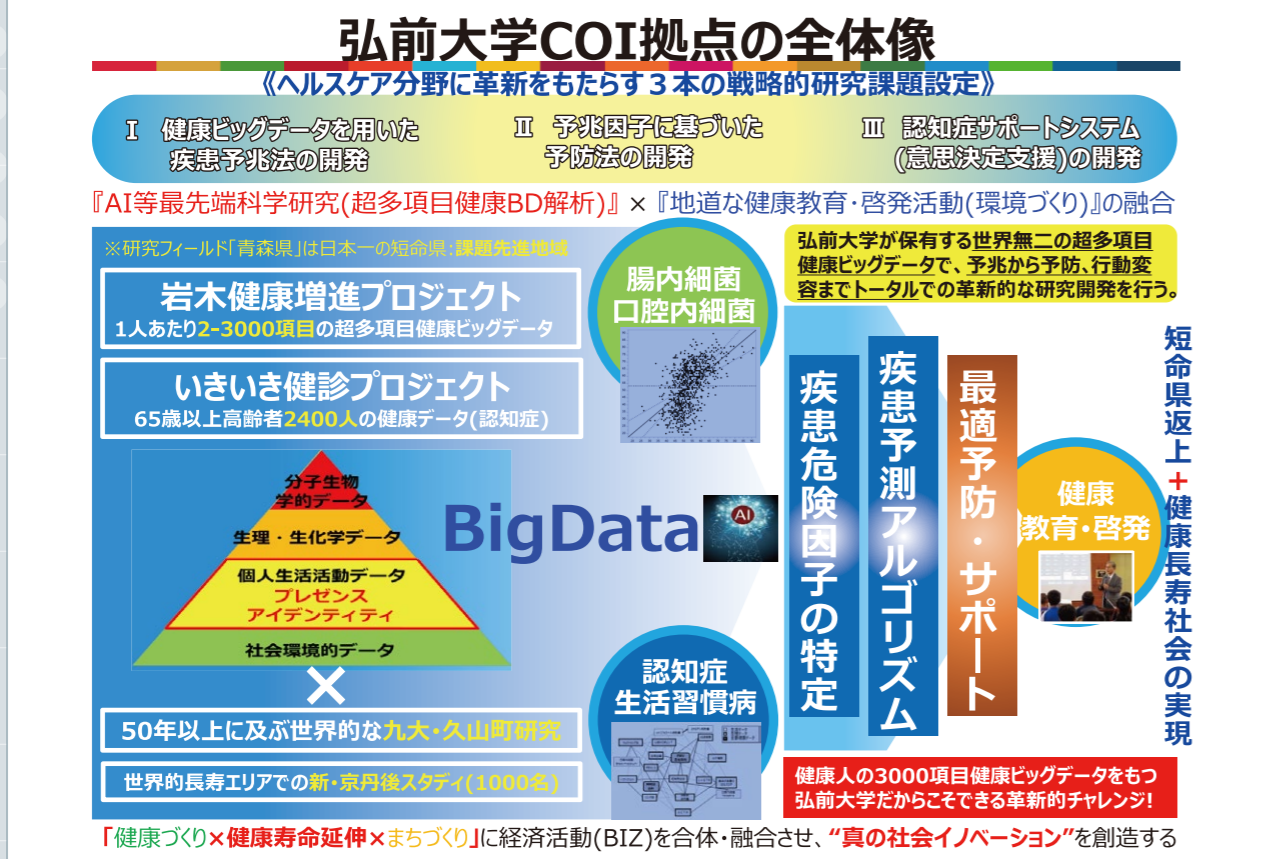 弘前大学COI拠点の全体像
《ヘルスケア分野に革新をもたらす３本の戦略的研究課題設定》
Ⅰ 健康ビッグデータを用いた
疾患予兆法の開発
Ⅱ 予兆因子に基づいた
予防法の開発
Ⅲ 認知症サポートシステム
(意思決定支援)の開発
『AI等最先端科学研究(超多項目健康BD解析)』×『地道な健康教育・啓発活動(環境づくり)』の融合
※研究フィールド「青森県」は日本一の短命県：課題先進地域
岩木健康増進プロジェクト
1人あたり2-3000項目の超多項目健康ビッグデータ
いきいき健診プロジェクト
65歳以上高齢者2400人の健康データ(認知症)
分子生物
学的データ
生理・生化学データ
個人生活活動データ
プレゼンス
アイデンティティ
社会環境的データ
×
50年以上に及ぶ世界的な九大・久山町研究
世界的長寿エリアでの新・京丹後スタディ(1000名)
腸内細菌
口腔内細菌
BigData
AI
認知症
生活習慣病
弘前大学が保有する世界無二の超多項目
健康ビッグデータで、予兆から予防、行動変
容までトータルでの革新的な研究開発を行う。
疾患危険因子の特定
疾患予測アルゴリズム
最適予防・サポート
健康
教育・啓発
短命県返上＋健康長寿社会の実現
健康人の3000項目健康ビッグデータをもつ
弘前大学だからこそできる革新的チャレンジ!
「健康づくり×健康寿命延伸×まちづくり」に経済活動(BIZ)を合体・融合させ、“真の社会イノベーション”を創造する